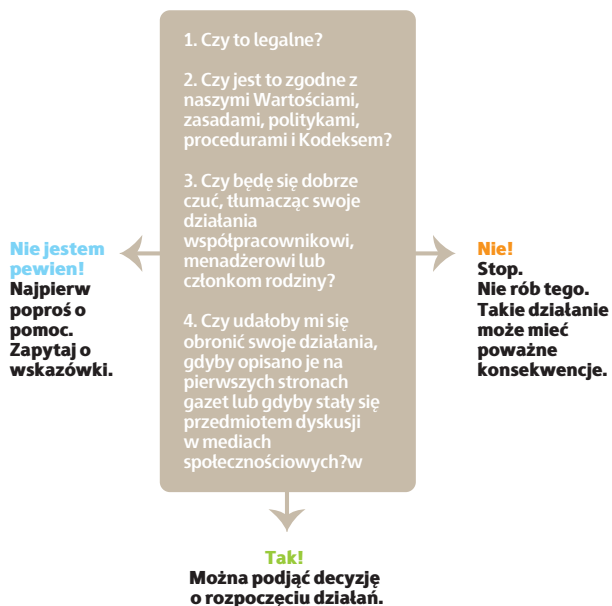 1. Czy to legalne?
2. Czy jest to zgodne z
naszymi Wartościami,
zasadami, politykami,
procedurami i Kodeksem?
3. Czy będę się dobrze
czuć, tłumacząc swoje
działania
współpracownikowi,
menadżerowi lub
członkom rodziny?
4. Czy udałoby mi się
obronić swoje działania,
gdyby opisano je na
pierwszych stronach
gazet lub gdyby stały się
przedmiotem dyskusji
w mediach
społecznościowych?w
Nie jestem
pewien!
Najpierw
poproś o
pomoc.
Zapytaj o
wskazówki.
Nie!
Stop.
Nie rób tego.
Takie działanie
może mieć
poważne
konsekwencje.
Tak!
Można podjąć decyzję
o rozpoczęciu działań.